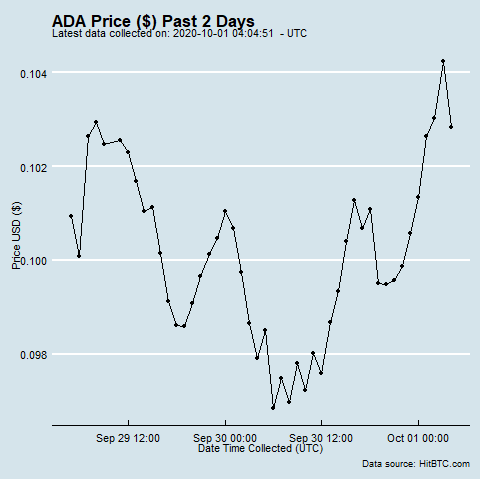 ADA Price ($) Past 2 Days
Latest data collected on: 2020-10-01 04:04:51 - UTC
Price USD ($)
0.104
0.102
0.100
0.098
Sep 29 12:00 Sep 30 00:00 Sep 30 12:00 Oct 01 00:00
Date Time Collected (UTC)
Data source: HitBTC.com